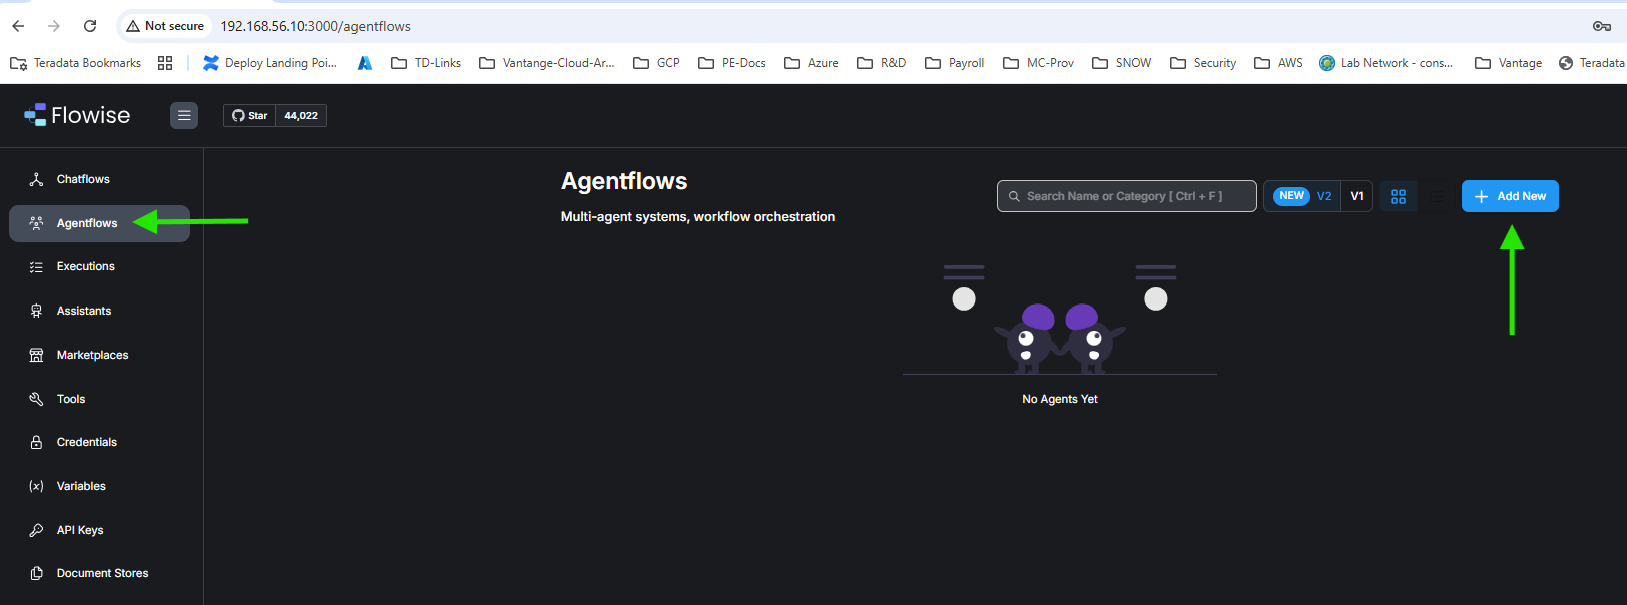 Not secure 192.168.56.10:3000/agentflows
Teradata Bookmarks Deploy Landing Poi... TD-Links Vantange-Cloud-Ar... GCP PE-Docs Azure R&D Payroll MC-Prov SNOW Security AWS Lab Network - cons... Vantage Teradata
Flowise Star 44,022
Chatflows
Agentflows
Executions
Assistants
Marketplaces
Tools
Credentials
(x) Variables
API Keys
Document Stores
Agentflows
Multi-agent systems, workflow orchestration
Search Name or Category [ Ctrl + F ] NEW V2 V1 + Add New
No Agents Yet